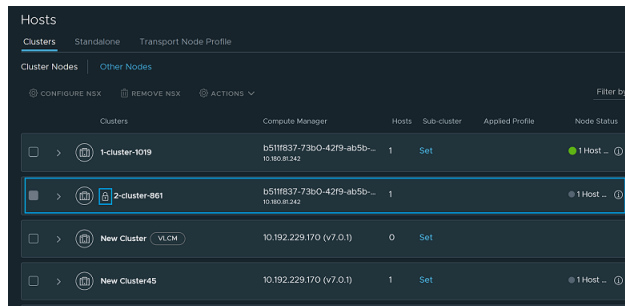 Hosts
Clusters Standalone Transport Node Profile
Cluster Nodes Other Nodes
CONFIGURE NSX REMOVE NSX ACTIONS Filter by
Clusters Compute Manager Hosts Sub-cluster Applied Profile Node Status
1-cluster-1019 b511f837-73b0-42f9-ab5b-... 1 Set 1 Host ...
10.180.81.242
2-cluster-861 b511f837-73b0-42f9-ab5b-... 1 1 Host ...
10.180.81.242
New Cluster VLCM 10.192.229.170 (v7.0.1) 0 Set
New Cluster45 10.192.229.170 (v7.0.1) 1 Set 1 Host ...